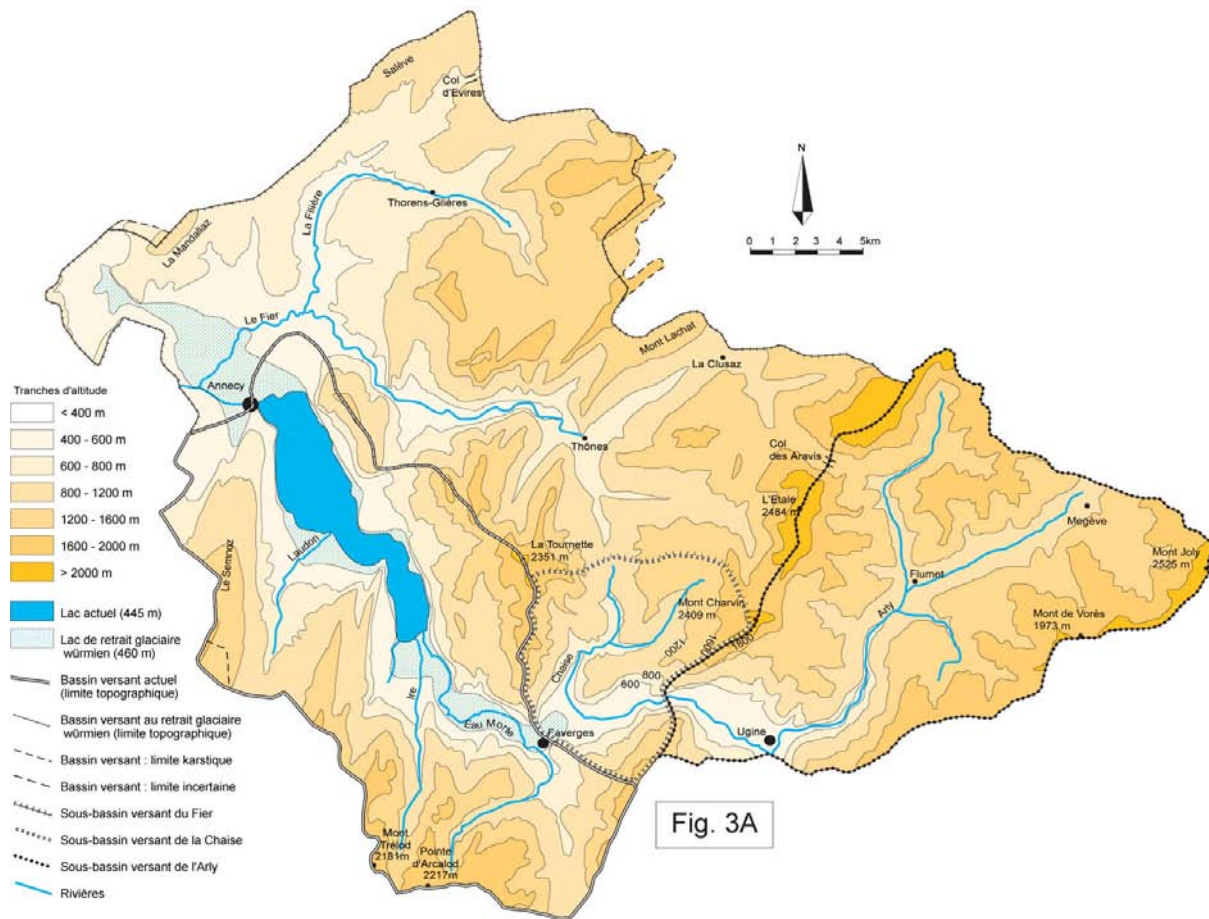 Salève
Col
d'Evires
La Filière
Thorens-Glières
N
0 1 2 3 4 5km
La Mandallaz
Le Fier
Mont Lachat
La Clusaz
Annecy
Thônes
Col
des Aravis
L'Etale
2484 m
Megève
Mont Joly
2525 m
Laudon
La Tournette
2351 m
Le Semnoz
Flumet
Mont Charvin
2409 m
Arly
Mont de Vorès
1973 m
1200
1600
1800
Chaise
800
600
Ire
Eau Morte
Faverges
Ugine
Mont
Trélod
2181m
Pointe
d'Arcalod
2217m
Fig. 3A
Tranches d'altitude
< 400 m
400 - 600 m
600 - 800 m
800 - 1200 m
1200 - 1600 m
1600 - 2000 m
> 2000 m
Lac actuel (445 m)
Lac de retrait glaciaire
würmien (460 m)
Bassin versant actuel
(limite topographique)
Bassin versant au retrait glaciaire
würmien (limite topographique)
Bassin versant : limite karstique
Bassin versant : limite incertaine
Sous-bassin versant du Fier
Sous-bassin versant de la Chaise
Sous-bassin versant de l'Arly
Rivières